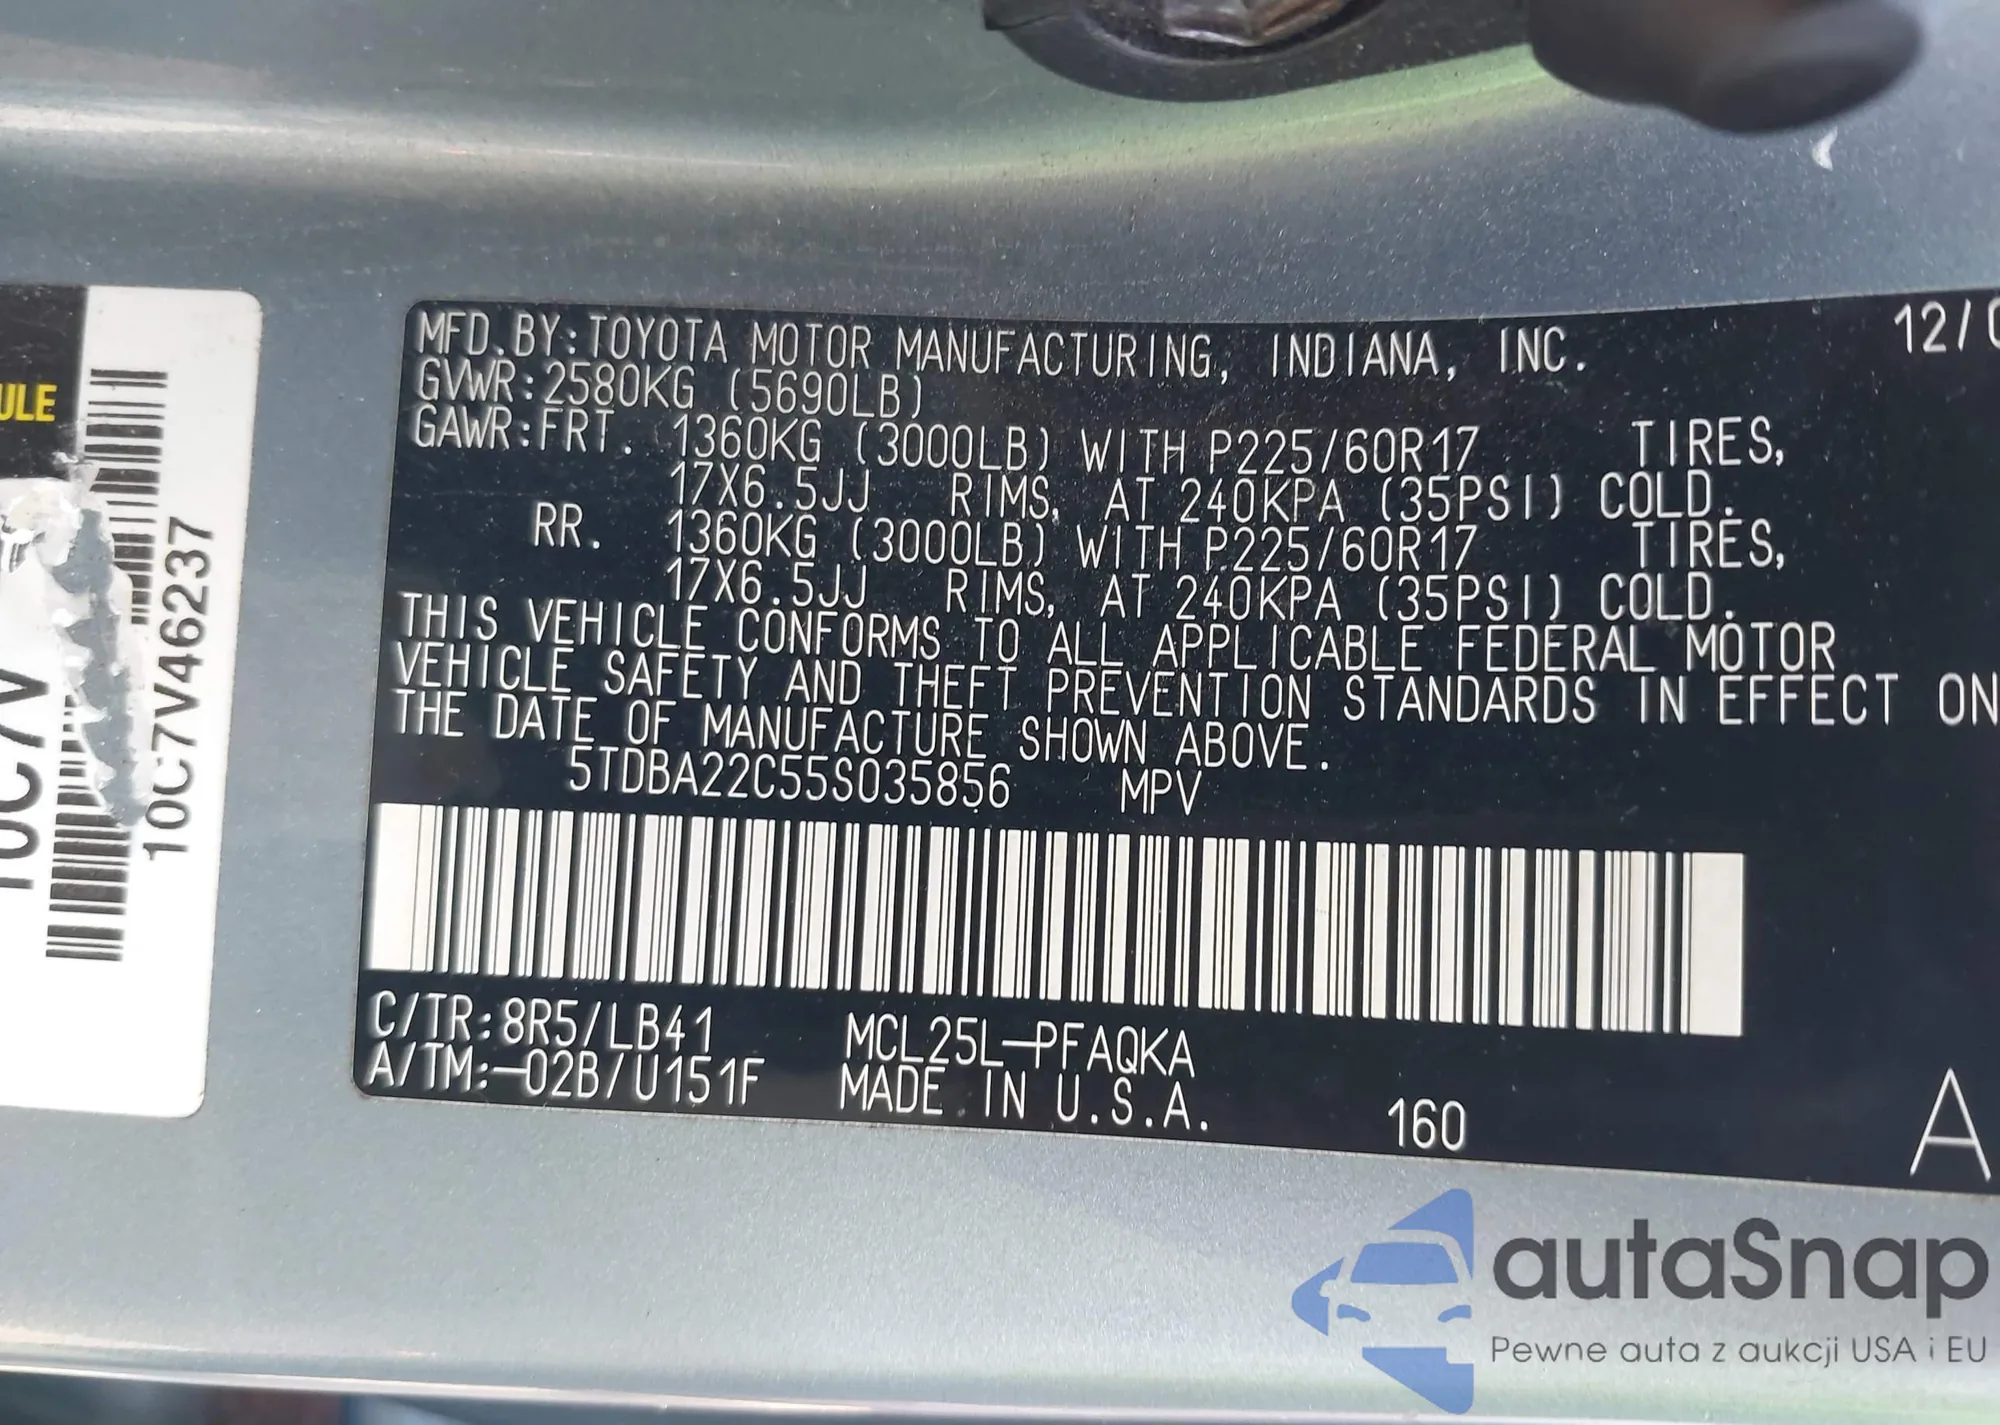 MFD.BY:TOYOTA MOTOR MANUFACTURING, INDIANA, INC. 12/0
GVWR:2580KG (5690LB)
GAWR:FRT. 1360KG (3000LB) WITH P225/60R17 TIRES,
17X6.5JJ RIMS, AT 240KPA (35PSI) COLD.
RR. 1360KG (3000LB) WITH P225/60R17 TIRES,
17X6.5JJ RIMS, AT 240KPA (35PSI) COLD.
THIS VEHICLE CONFORMS TO ALL APPLICABLE FEDERAL MOTOR
VEHICLE SAFETY AND THEFT PREVENTION STANDARDS IN EFFECT ON
THE DATE OF MANUFACTURE SHOWN ABOVE.
5TDBA22C55S035856 MPV
C/TR:8R5/LB41 MCL25L-PFAQKA
A/TM:-02B/U151F MADE IN U.S.A.
160
A
ULE
10C7V
10C7V46237
autaSnap
Pewne auta z aukcji USA i EU